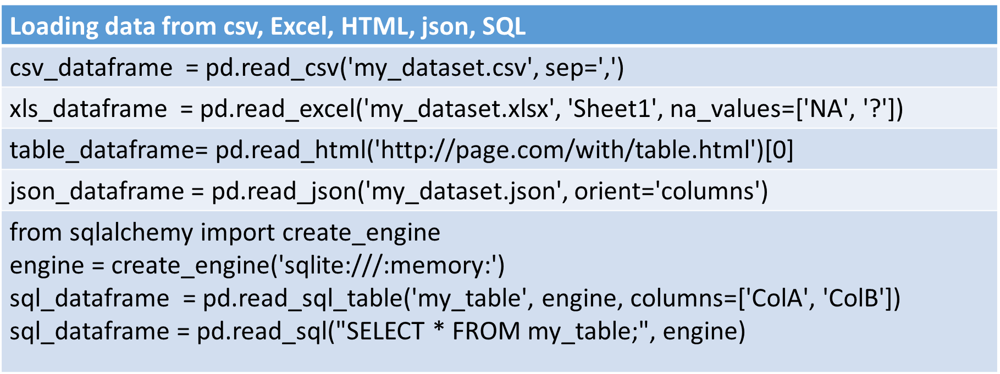 Loading data from csv, Excel, HTML, json, SQL
csv_dataframe  = pd.read_csv('my_dataset.csv', sep=',')
xls_dataframe  = pd.read_excel('my_dataset.xlsx', 'Sheet1', na_values=['NA', '?'])
table_dataframe= pd.read_html('http://page.com/with/table.html')[0]
json_dataframe = pd.read_json('my_dataset.json', orient='columns')
from sqlalchemy import create_engine
engine = create_engine('sqlite:///:memory:')
sql_dataframe  = pd.read_sql_table('my_table', engine, columns=['ColA', 'ColB'])
sql_dataframe = pd.read_sql("SELECT * FROM my_table;", engine)